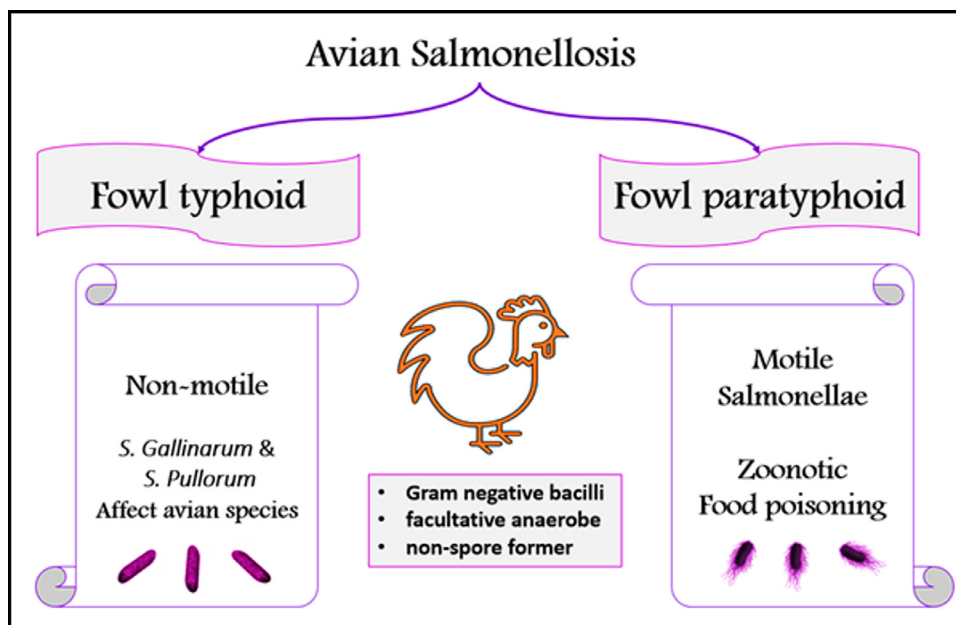 Avian Salmonellosis
Fowl typhoid
Fowl paratyphoid
Non-motile
S. Gallinarum &
S. Pullorum
Affect avian species
• Gram negative bacilli
• facultative anaerobe
• non-spore former
Motile
Salmonellae
Zoonotic
Food poisoning